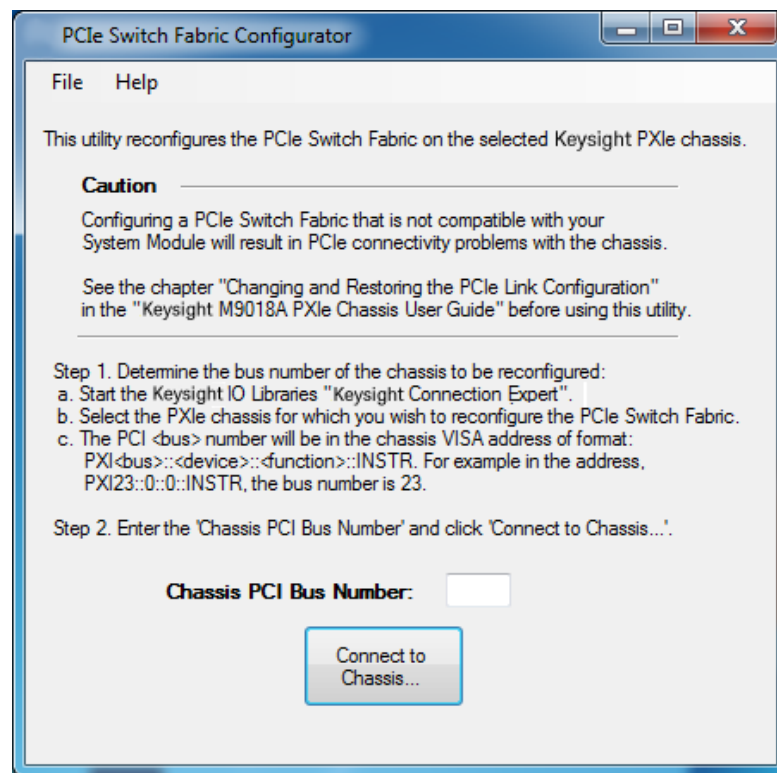 PCIe Switch Fabric Configurator
File Help
This utility reconfigures the PCIe Switch Fabric on the selected Keysight PXIe chassis.
Caution
Configuring a PCIe Switch Fabric that is not compatible with your
System Module will result in PCIe connectivity problems with the chassis.
See the chapter "Changing and Restoring the PCIe Link Configuration"
in the "Keysight M9018A PXIe Chassis User Guide" before using this utility.
Step 1. Determine the bus number of the chassis to be reconfigured:
a. Start the Keysight IO Libraries "Keysight Connection Expert".
b. Select the PXIe chassis for which you wish to reconfigure the PCIe Switch Fabric.
c. The PCI <bus> number will be in the chassis VISA address of format:
PXI<bus>::<device>::<function>::INSTR. For example in the address,
PXI23::0::0::INSTR, the bus number is 23.
Step 2. Enter the 'Chassis PCI Bus Number' and click 'Connect to Chassis...'.
Chassis PCI Bus Number:
Connect to
Chassis...